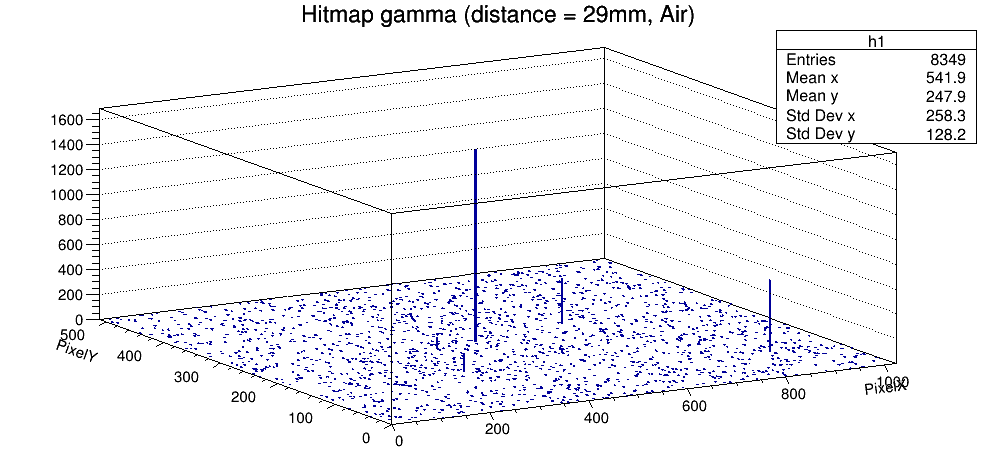 Hitmap gamma (distance = 29mm, Air)
h1
Entries 8349
Mean x 541.9
Mean y 247.9
Std Dev x 258.3
Std Dev y 128.2
1600
1400
1200
1000
800
600
400
200
0
500
PixelY
400
300
200
100
0
0
200
400
600
800
1000
PixelX